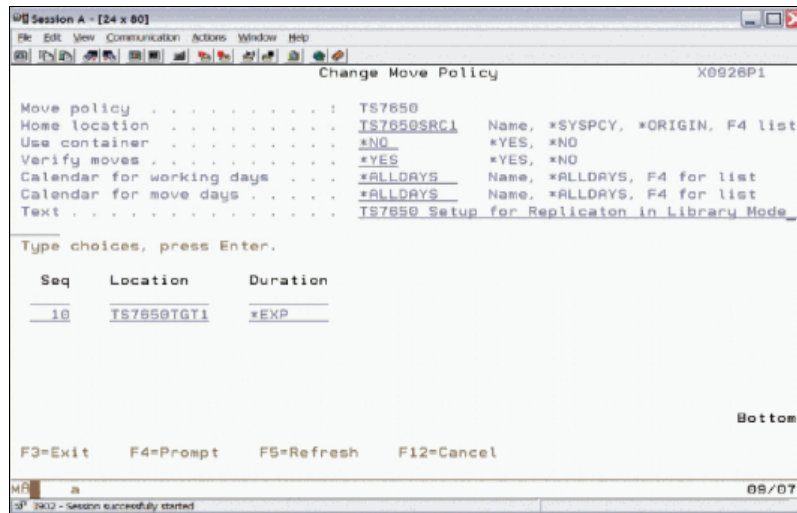 Session A - [24 x 80]
File Edit View Communication Actions Window Help
Change Move Policy X0926P1
Move policy . . . . . . . . . : TS7650
Home location . . . . . . . . TS7650SRC1 Name, *SYSPCY, *ORIGIN, F4 list
Use container . . . . . . . . *NO *YES, *NO
Verify moves . . . . . . . . . *YES *YES, *NO
Calendar for working days . . . *ALLDAYS Name, *ALLDAYS, F4 for list
Calendar for move days . . . . . *ALLDAYS Name, *ALLDAYS, F4 for list
Text . . . . . . . . . . . . . TS7650 Setup for Replicaton in Library Mode_
Type choices, press Enter.
Seq Location Duration
10 TS7650TGT1 *EXP
Bottom
F3=Exit F4=Prompt F5=Refresh F12=Cancel
MA a 09/07
I902 - Session successfully started